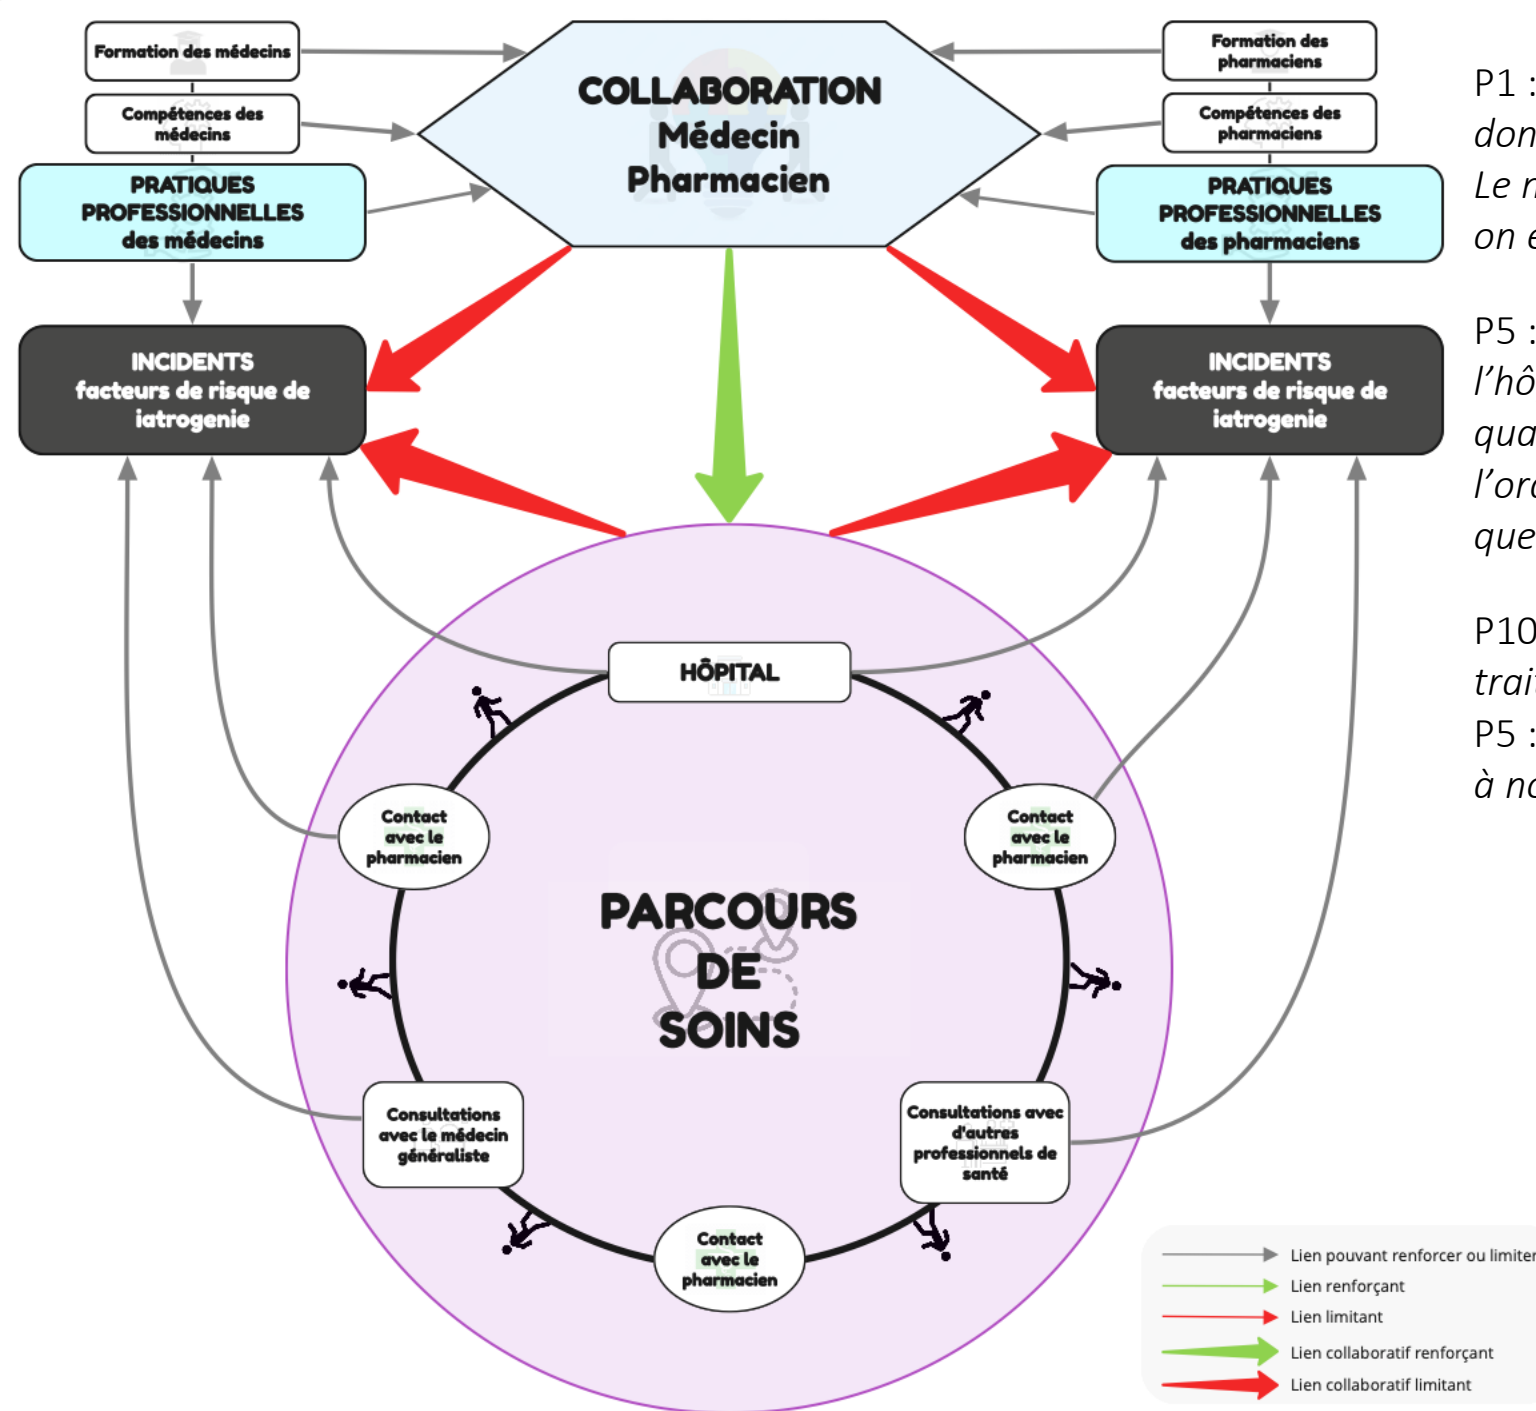 Formation des médecins
Compétences des
médecins
PRATIQUES
PROFESSIONNELLES
des médecins
COLLABORATION
Médecin
Pharmacien
Formation des
pharmaciens
Compétences des
pharmaciens
PRATIQUES
PROFESSIONNELLES
des pharmaciens
INCIDENTS
facteurs de risque de
iatrogenie
INCIDENTS
facteurs de risque de
iatrogenie
HÔPITAL
Contact
avec le
pharmacien
Contact
avec le
pharmacien
PARCOURS
DE
SOINS
Consultations
avec le médecin
généraliste
Consultations avec
d'autres
professionnels de
santé
Contact
avec le
pharmacien
P1 :
don
Le
on
P5 :
l'hô
qua
l'or
que
P10
trai
P5 :
à
Lien pouvant renforcer ou limiter
Lien renforçant
Lien limitant
Lien collaboratif renforçant
Lien collaboratif limitant